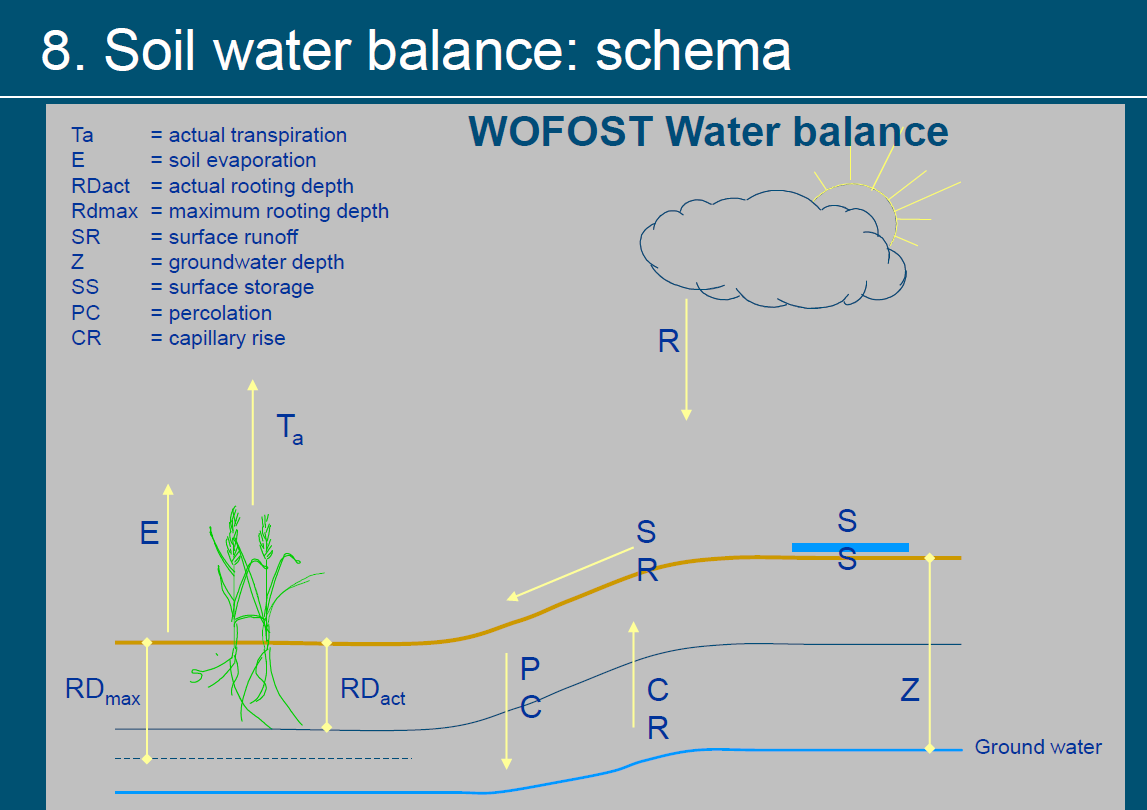 8. Soil water balance: schema
WOFOST Water balance
Ta = actual transpiration
E = soil evaporation
RDact = actual rooting depth
Rdmax = maximum rooting depth
SR = surface runoff
Z = groundwater depth
SS = surface storage
PC = percolation
CR = capillary rise
R
Ta
E
S
R
S
S
RDmax
RDact
P
C
C
R
Z
Ground water